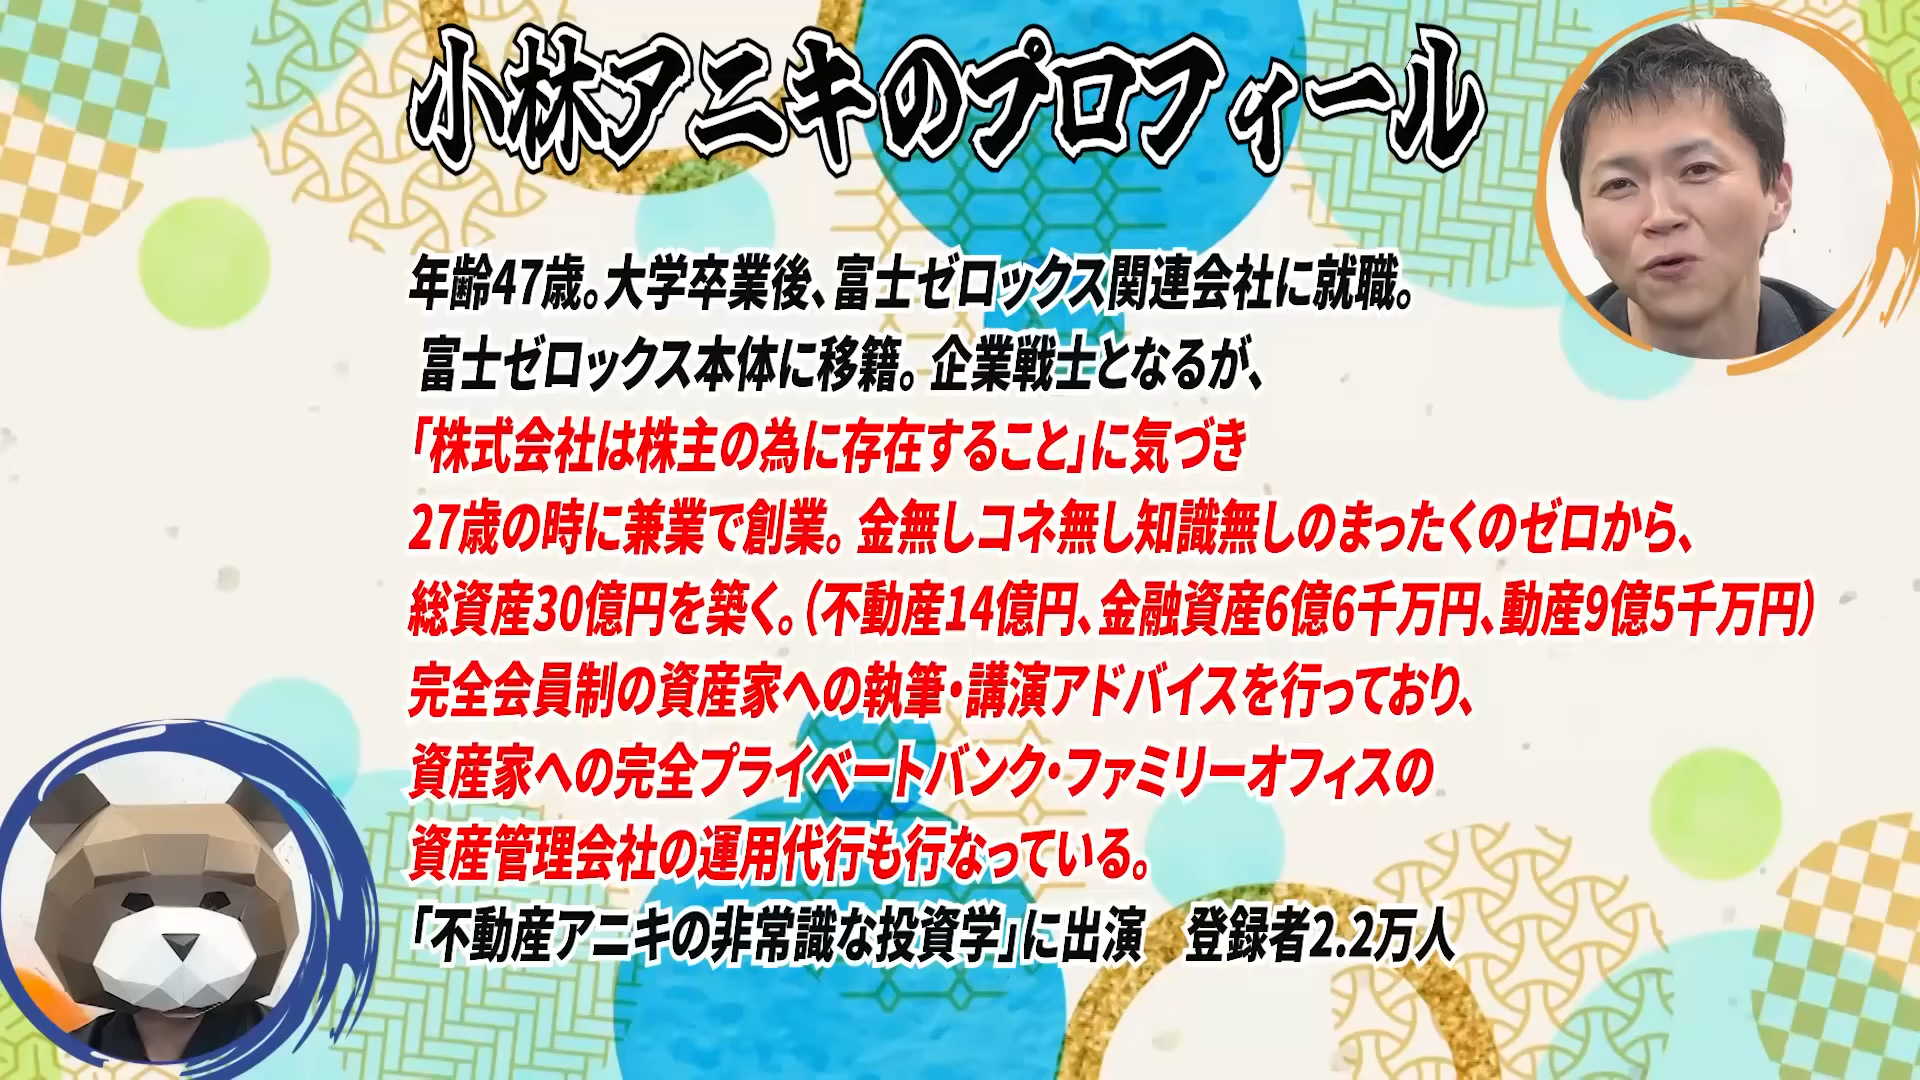 小林アニキのプロフィール
年齢47歳。大学卒業後、富士ゼロックス関連会社に就職。
富士ゼロックス本体に移籍。企業戦士となるが、
「株式会社は株主の為に存在すること」に気づき
27歳の時に兼業で創業。金無しコネ無し知識無しのまったくのゼロから、
総資産30億円を築く。（不動産14億円、金融資産6億6千万円、動産9億5千万円）
完全会員制の資産家への執筆・講演アドバイスを行っており、
資産家への完全プライベートバンク・ファミリーオフィスの
資産管理会社の運用代行も行なっている。
「不動産アニキの非常識な投資学」に出演　登録者2.2万人